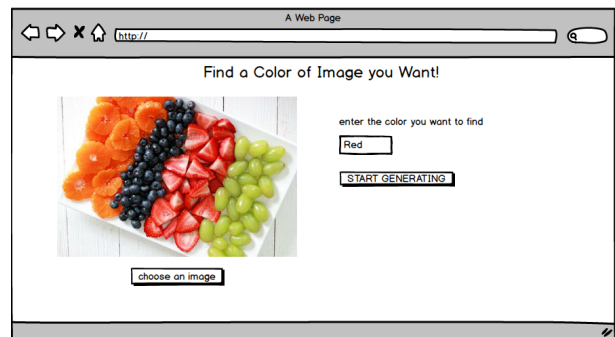 A Web Page
http://
Find a Color of Image you Want!
enter the color you want to find
Red
START GENERATING
choose an image